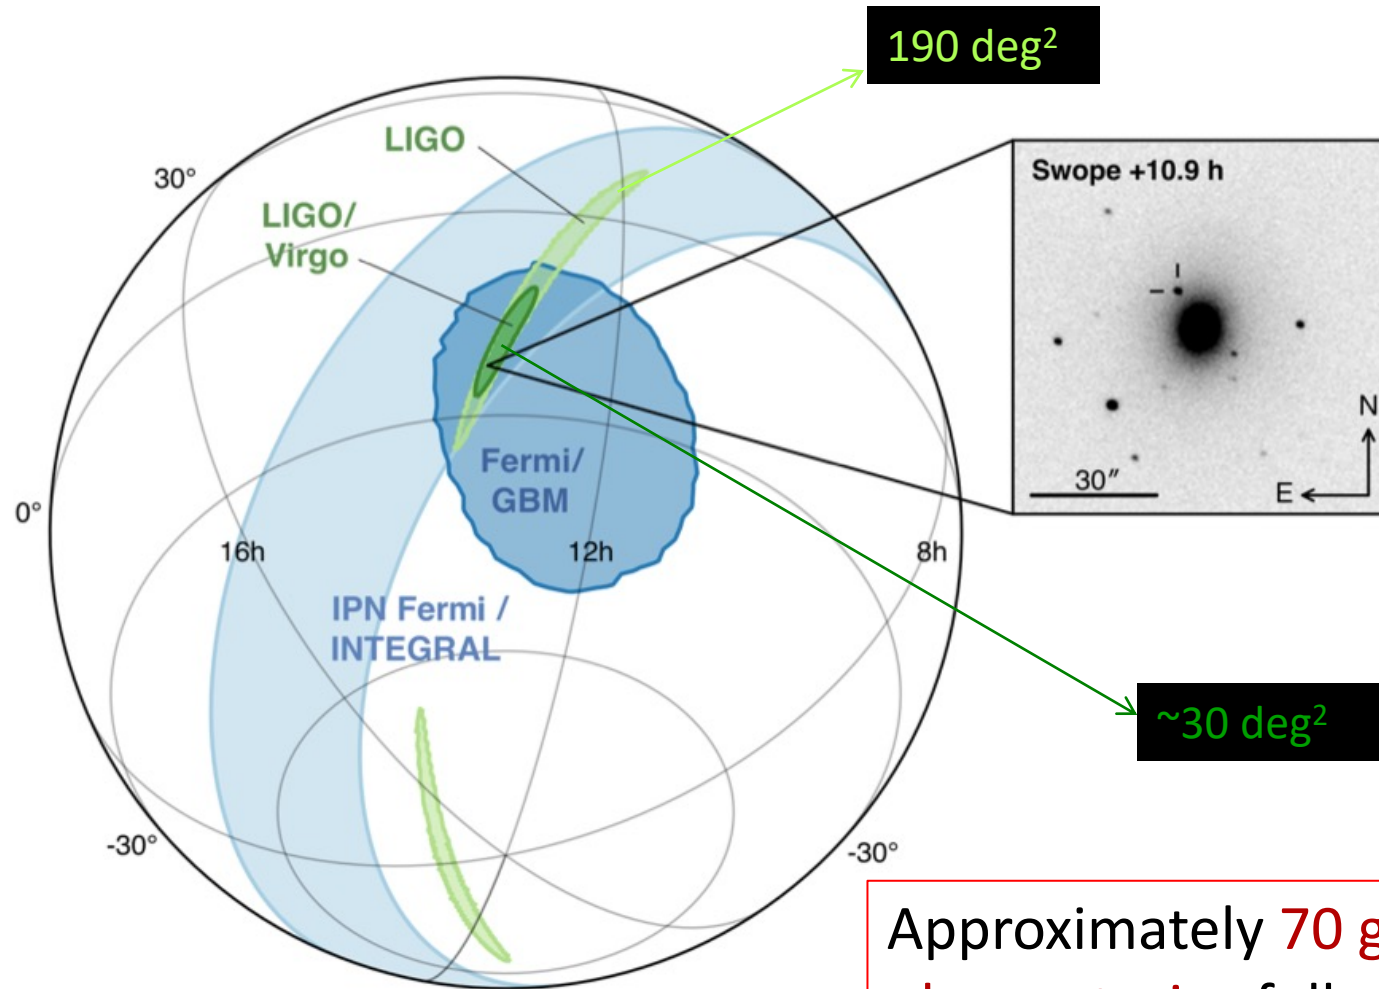 190 deg²
LIGO
Swope +10.9 h
30°
LIGO/
Virgo
N
Fermi/
GBM
30″
E
0°
16h
12h
8h
IPN Fermi /
INTEGRAL
~30 deg²
-30°
-30°
Approximately 70 g